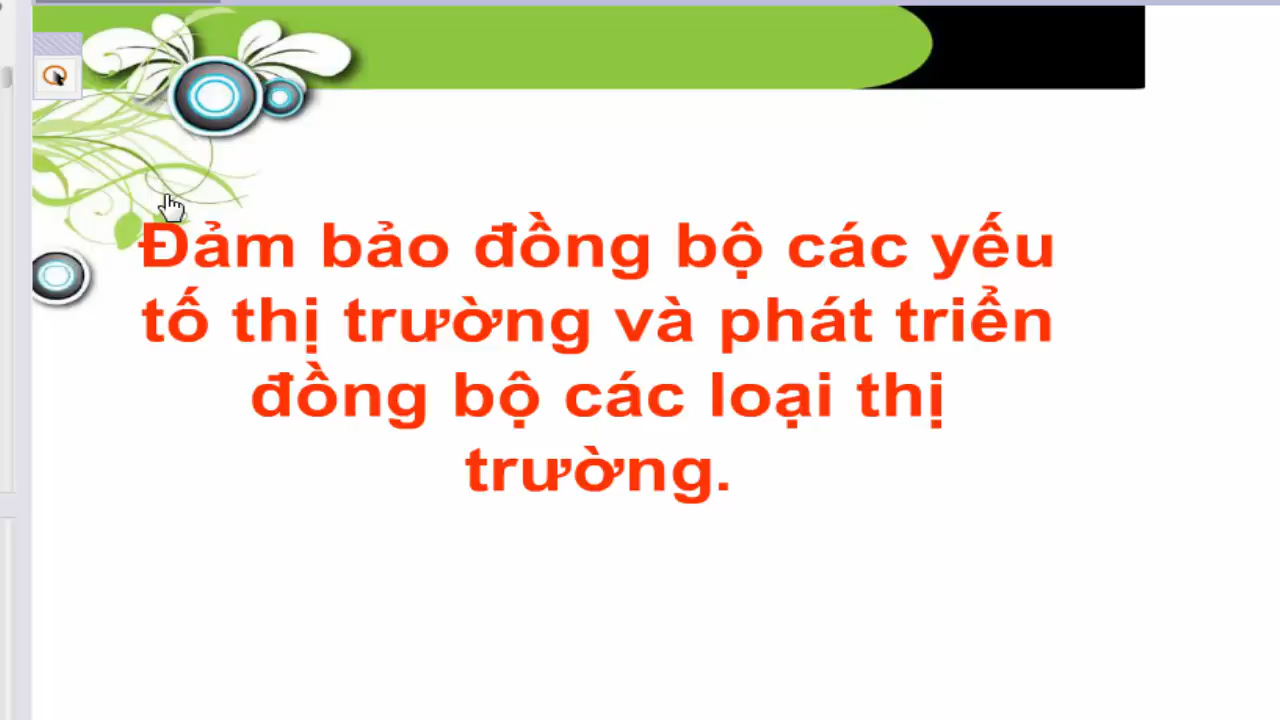 Đảm bảo đồng bộ các yếu
tố thị trường và phát triển
đồng bộ các loại thị
trường.